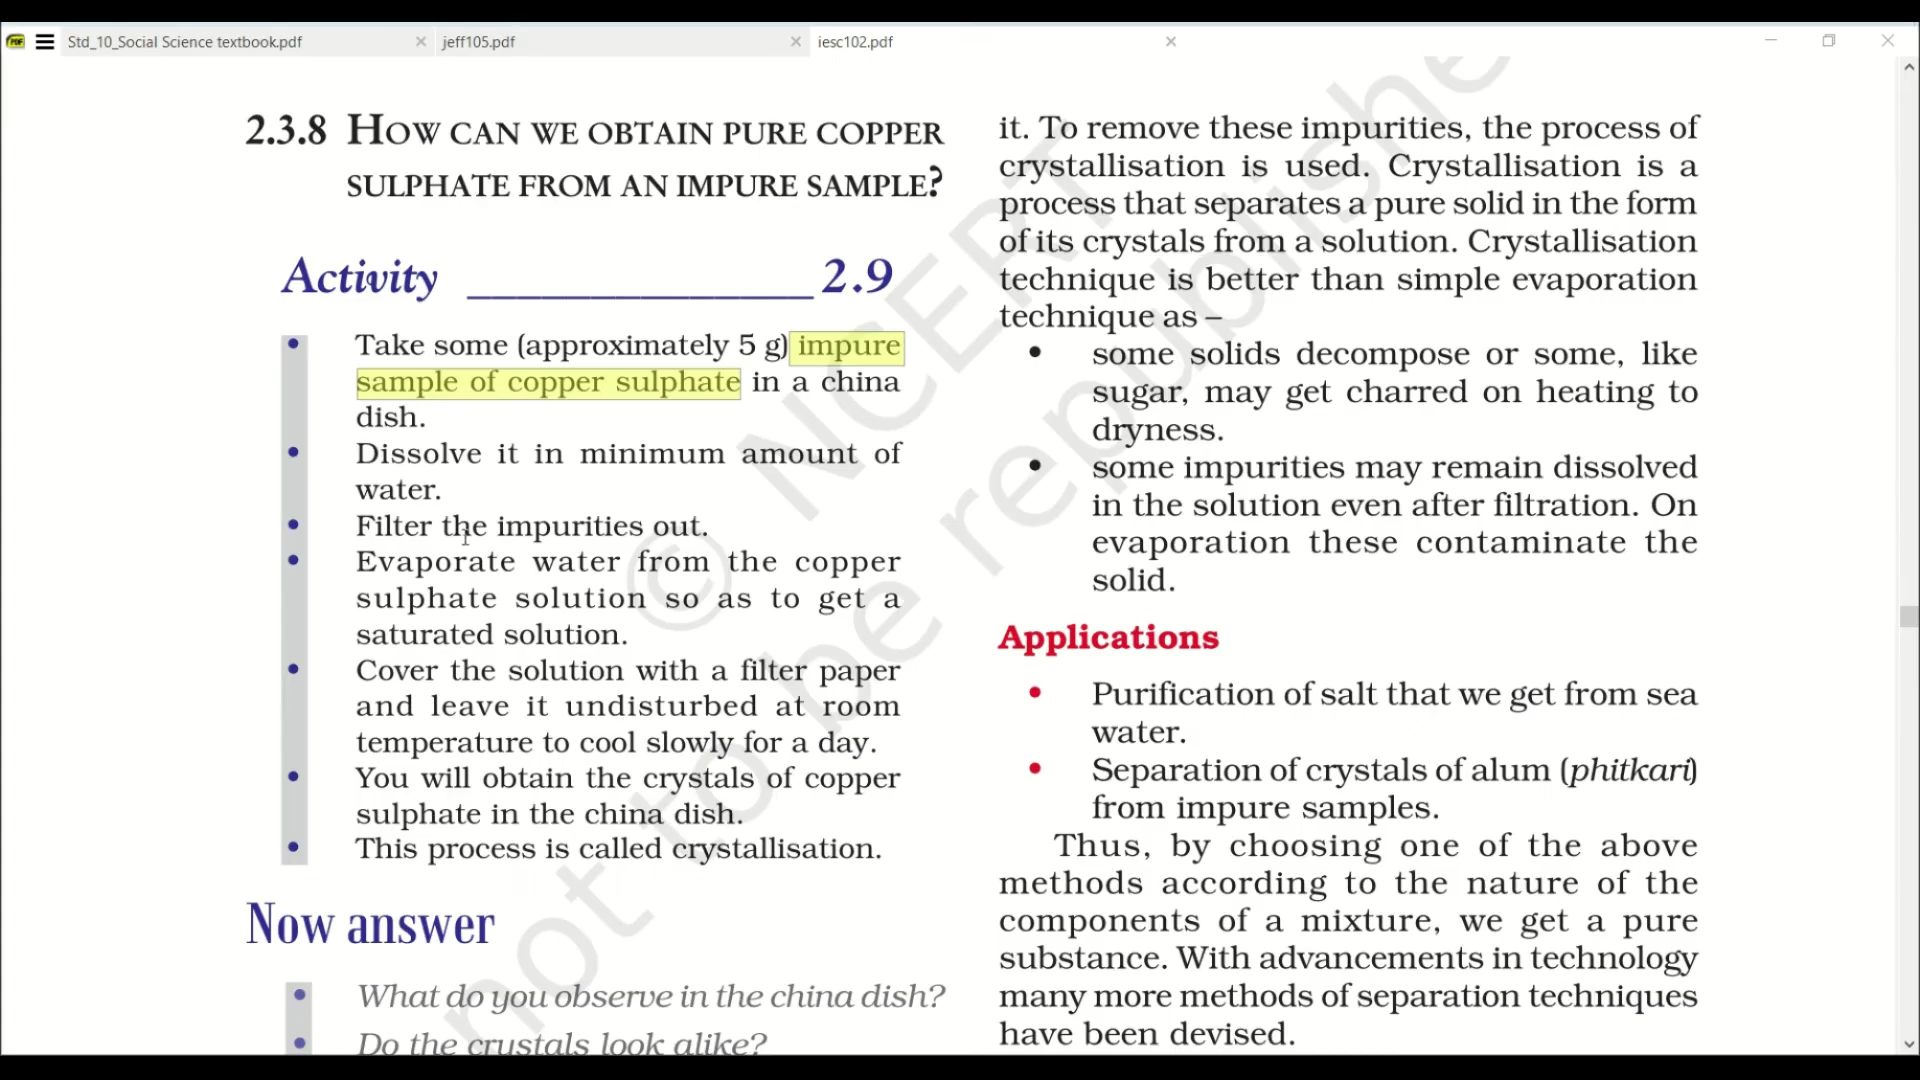 Std_10_Social Science textbook.pdf
jeff105.pdf
iesc102.pdf
2.3.8 HOW CAN WE OBTAIN PURE COPPER
SULPHATE FROM AN IMPURE SAMPLE?
Activity ______________ 2.9
• Take some (approximately 5 g) impure
sample of copper sulphate in a china
dish.
• Dissolve it in minimum amount of
water.
• Filter the impurities out.
• Evaporate water from the copper
sulphate solution so as to get a
saturated solution.
• Cover the solution with a filter paper
and leave it undisturbed at room
temperature to cool slowly for a day.
• You will obtain the crystals of copper
sulphate in the china dish.
• This process is called crystallisation.
Now answer
• What do you observe in the china dish?
• Do the crystals look alike?
it. To remove these impurities, the process of
crystallisation is used. Crystallisation is a
process that separates a pure solid in the form
of its crystals from a solution. Crystallisation
technique is better than simple evaporation
technique as –
• some solids decompose or some, like
sugar, may get charred on heating to
dryness.
• some impurities may remain dissolved
in the solution even after filtration. On
evaporation these contaminate the
solid.
Applications
• Purification of salt that we get from sea
water.
• Separation of crystals of alum (phitkari)
from impure samples.
Thus, by choosing one of the above
methods according to the nature of the
components of a mixture, we get a pure
substance. With advancements in technology
many more methods of separation techniques
have been devised.
© NCERT
not to be republishe